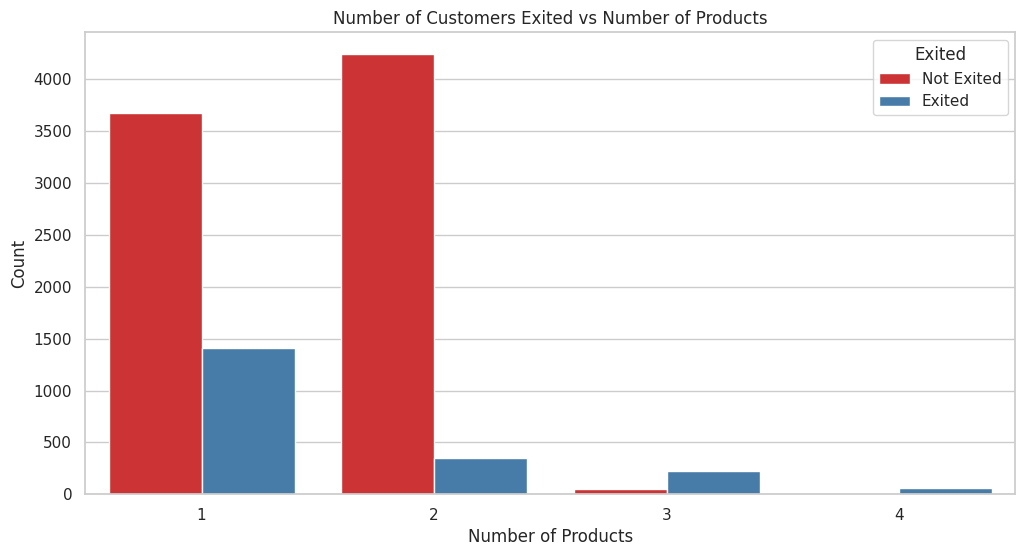 Number of Customers Exited vs Number of Products
Exited
Not Exited
Exited
4000
3500
3000
2500
2000
1500
1000
500
0
Count
1 2 3 4
Number of Products